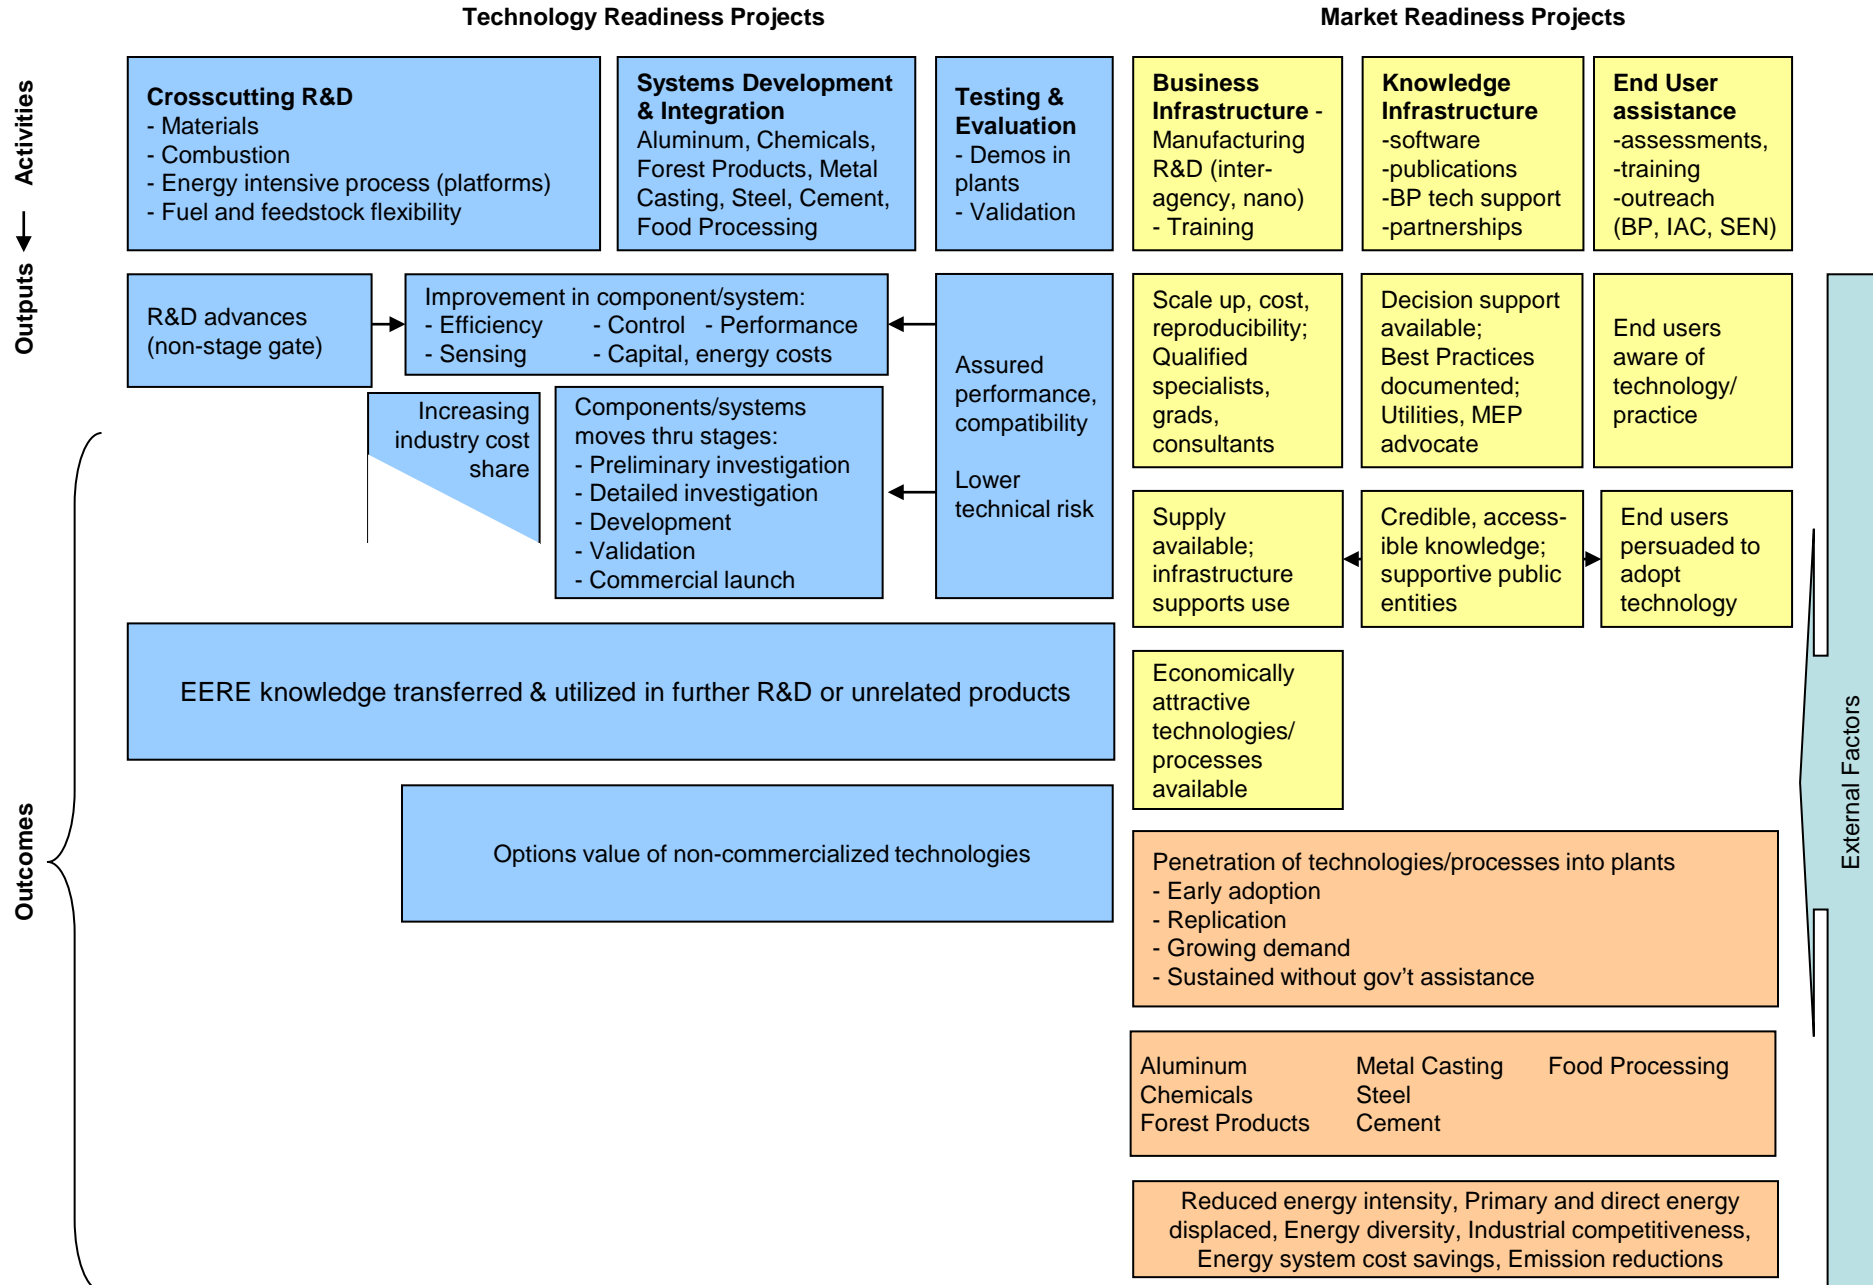 Technology Readiness Projects
Market Readiness Projects
Activities
Outputs
Outcomes
Crosscutting R&D
- Materials
- Combustion
- Energy intensive process (platforms)
- Fuel and feedstock flexibility
Systems Development
& Integration
Aluminum, Chemicals,
Forest Products, Metal
Casting, Steel, Cement,
Food Processing
Testing &
Evaluation
- Demos in
plants
- Validation
Business
Infrastructure -
Manufacturing
R&D (inter-
agency, nano)
- Training
Knowledge
Infrastructure
-software
-publications
-BP tech support
-partnerships
End User
assistance
-assessments,
-training
-outreach
(BP, IAC, SEN)
R&D advances
(non-stage gate)
Improvement in component/system:
- Efficiency - Control - Performance
- Sensing - Capital, energy costs
Increasing
industry cost
share
Components/systems
moves thru stages:
- Preliminary investigation
- Detailed investigation
- Development
- Validation
- Commercial launch
Assured
performance,
compatibility
Lower
technical risk
Scale up, cost,
reproducibility;
Qualified
specialists,
grads,
consultants
Decision support
available;
Best Practices
documented;
Utilities, MEP
advocate
End users
aware of
technology/
practice
Supply
available;
infrastructure
supports use
Credible, access-
ible knowledge;
supportive public
entities
End users
persuaded to
adopt
technology
EERE knowledge transferred & utilized in further R&D or unrelated products
Economically
attractive
technologies/
processes
available
Options value of non-commercialized technologies
Penetration of technologies/processes into plants
- Early adoption
- Replication
- Growing demand
- Sustained without gov't assistance
Aluminum Metal Casting Food Processing
Chemicals Steel
Forest Products Cement
Reduced energy intensity, Primary and direct energy
displaced, Energy diversity, Industrial competitiveness,
Energy system cost savings, Emission reductions
External Factors